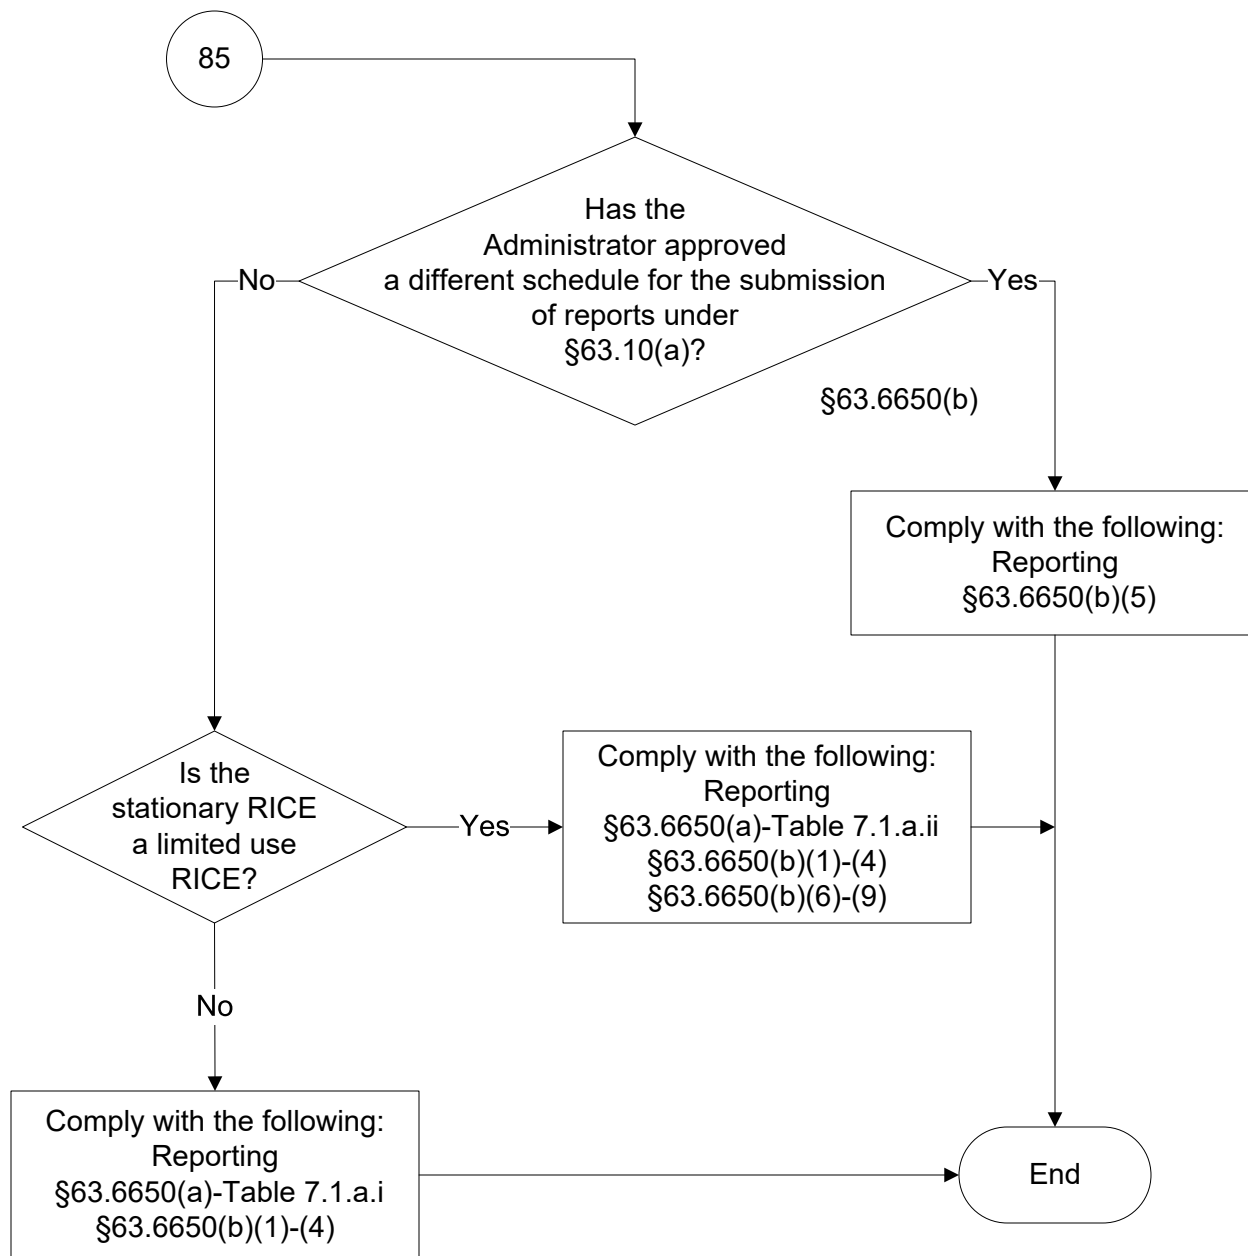 85
Has the
Administrator approved
a different schedule for the submission
of reports under
§63.10(a)?
No
Yes
§63.6650(b)
Comply with the following:
Reporting
§63.6650(b)(5)
Is the
stationary RICE
a limited use
RICE?
Yes
Comply with the following:
Reporting
§63.6650(a)-Table 7.1.a.ii
§63.6650(b)(1)-(4)
§63.6650(b)(6)-(9)
No
Comply with the following:
Reporting
§63.6650(a)-Table 7.1.a.i
§63.6650(b)(1)-(4)
End